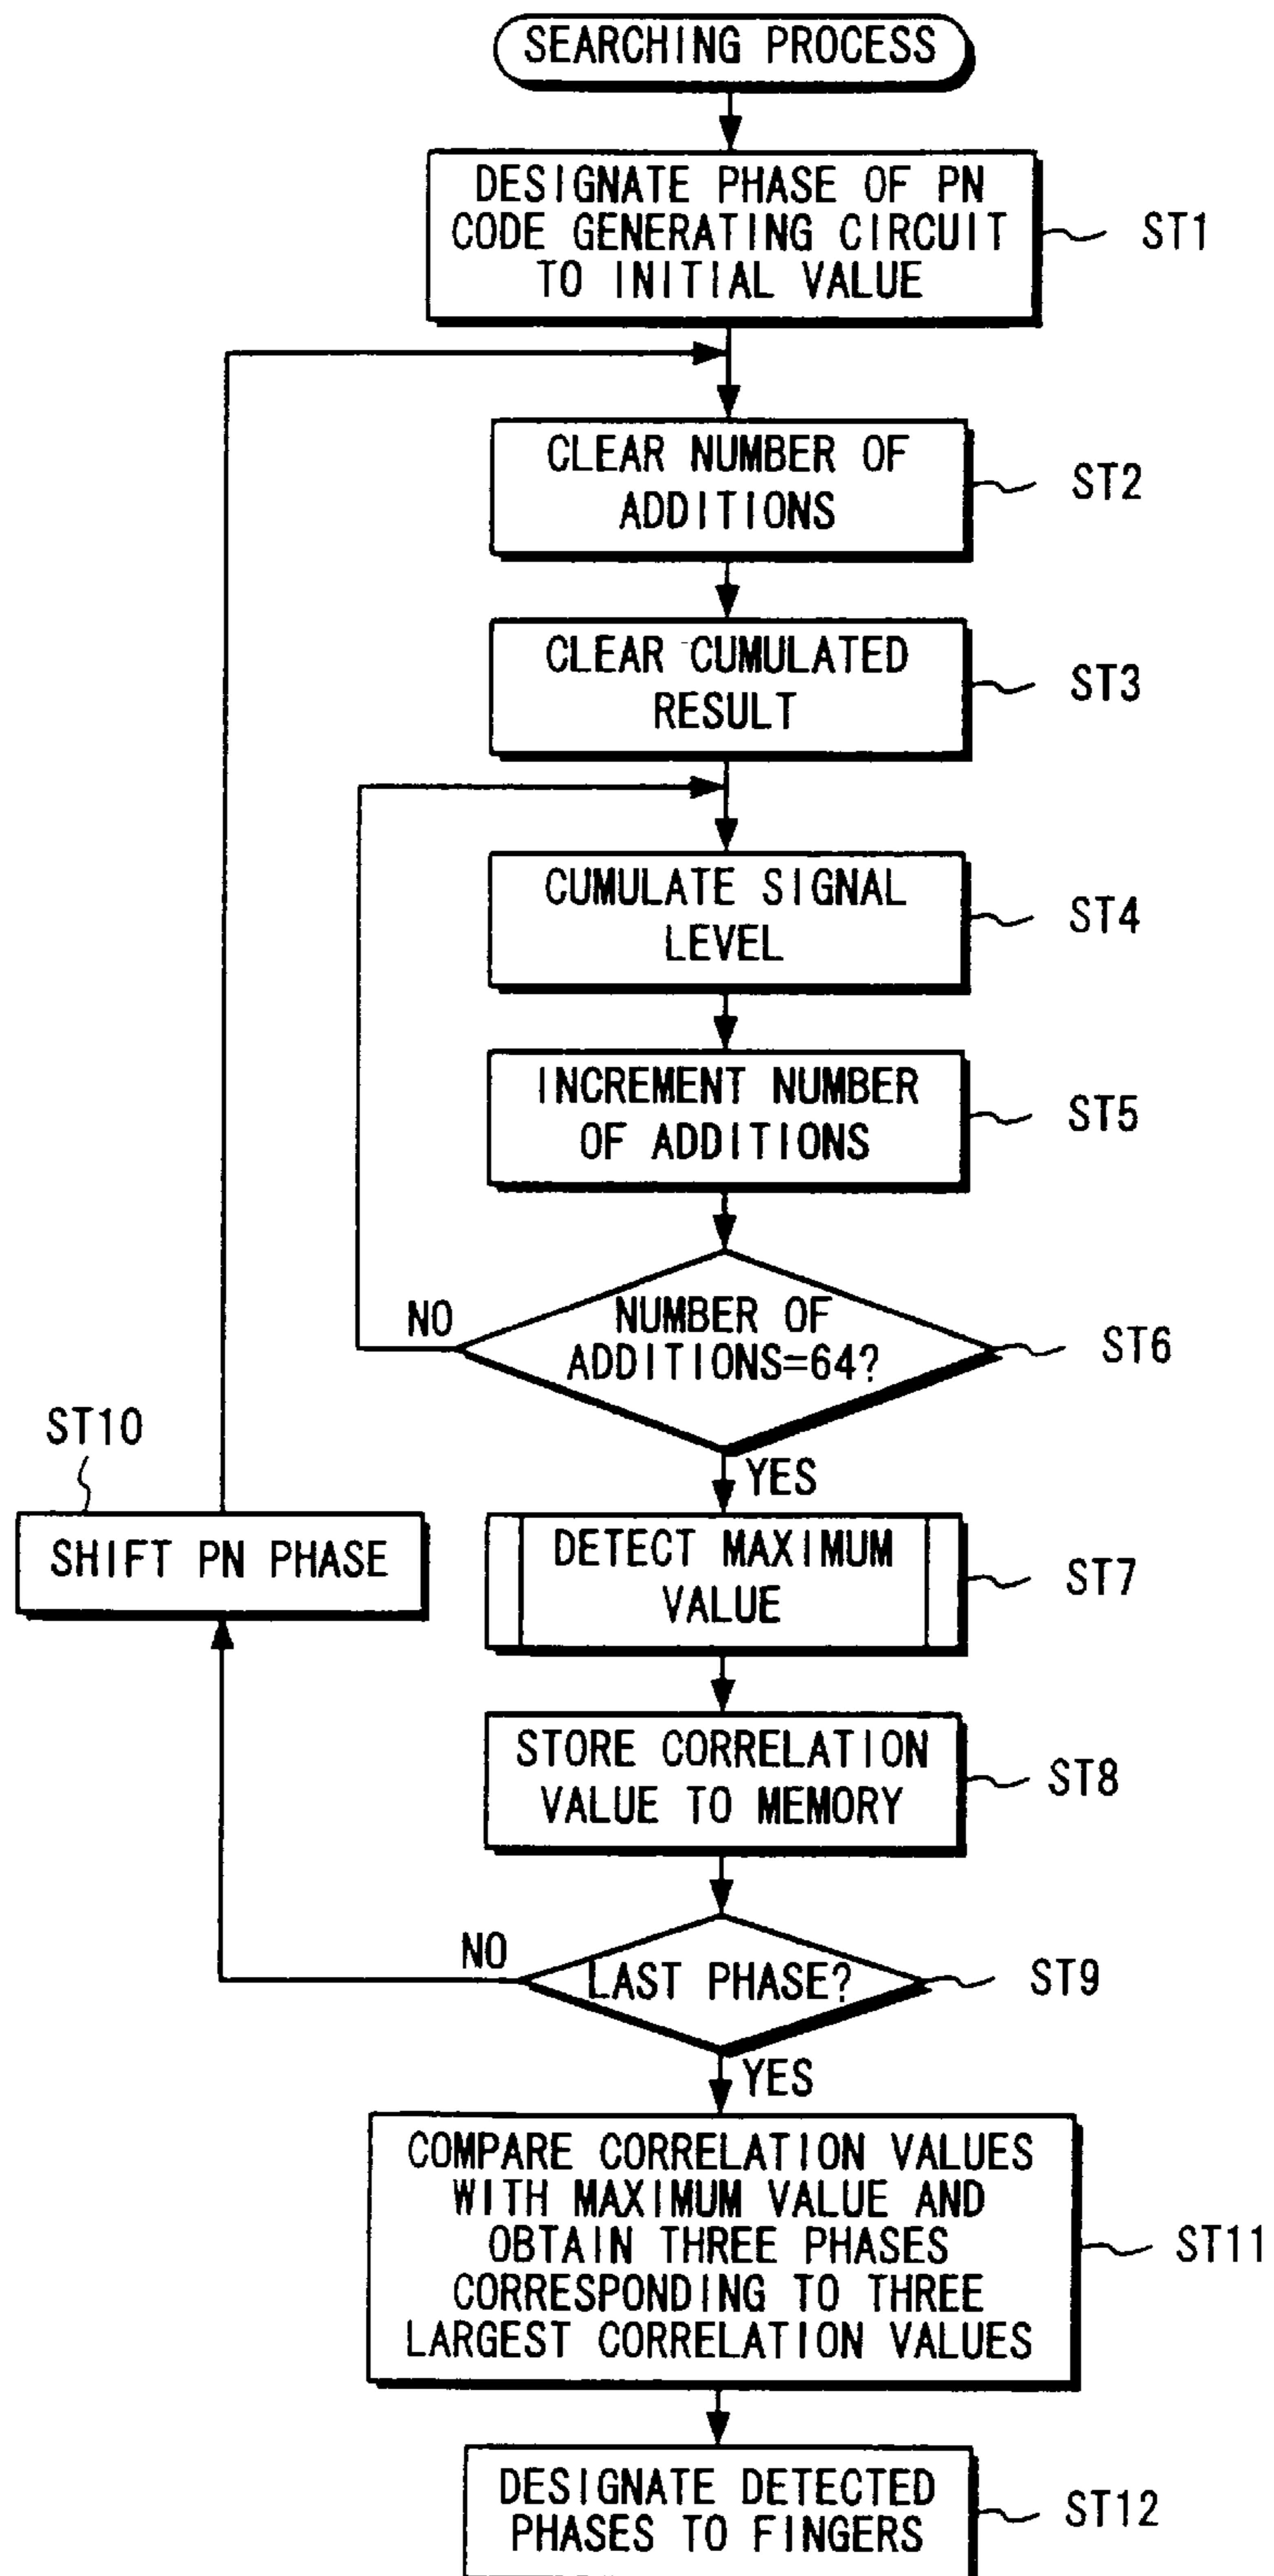 SEARCHING PROCESS
DESIGNATE PHASE OF PN
CODE GENERATING CIRCUIT
TO INITIAL VALUE
ST1
CLEAR NUMBER OF
ADDITIONS
ST2
CLEAR CUMULATED
RESULT
ST3
CUMULATE SIGNAL
LEVEL
ST4
INCREMENT NUMBER
OF ADDITIONS
ST5
NO
NUMBER OF
ADDITIONS=64?
ST6
YES
ST10
SHIFT PN PHASE
DETECT MAXIMUM
VALUE
ST7
STORE CORRELATION
VALUE TO MEMORY
ST8
NO
LAST PHASE?
ST9
YES
COMPARE CORRELATION VALUES
WITH MAXIMUM VALUE AND
OBTAIN THREE PHASES
CORRESPONDING TO THREE
LARGEST CORRELATION VALUES
ST11
DESIGNATE DETECTED
PHASES TO FINGERS
ST12